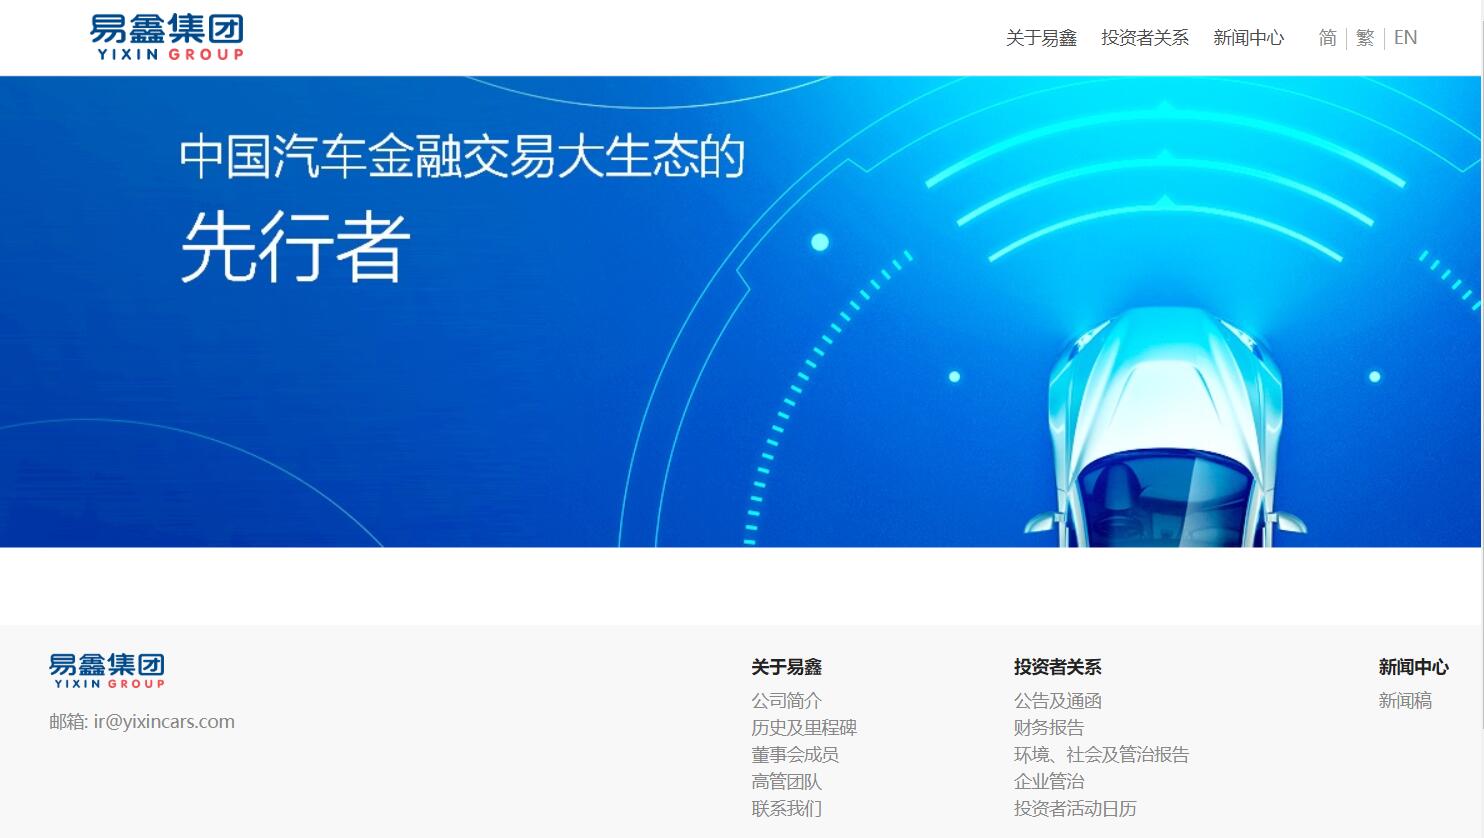 易鑫集团
YIXIN GROUP
关于易鑫 投资者关系 新闻中心 简 繁 EN
中国汽车金融交易大生态的
先行者
易鑫集团
YIXIN GROUP
邮箱: ir@yixincars.com
关于易鑫
公司简介
历史及里程碑
董事会成员
高管团队
联系我们
投资者关系
公告及通函
财务报告
环境、社会及管治报告
企业管治
投资者活动日历
新闻中心
新闻稿